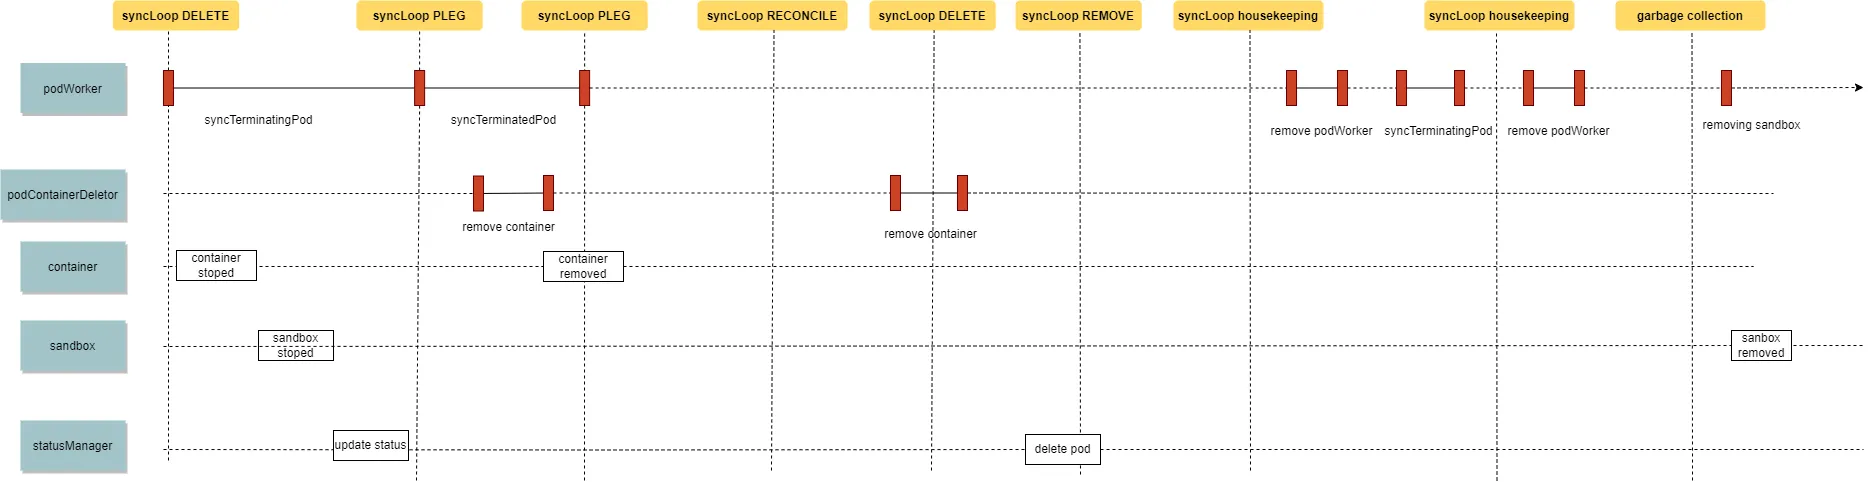 syncLoop DELETE
syncLoop PLEG
syncLoop PLEG
syncLoop RECONCILE
syncLoop DELETE
syncLoop REMOVE
syncLoop housekeeping
syncLoop housekeeping
garbage collection
podWorker
syncTerminatingPod
syncTerminatedPod
remove podWorker
syncTerminatingPod
remove podWorker
removing sandbox
podContainerDeletor
remove container
remove container
container
container
stoped
container
removed
sandbox
sandbox
stoped
sanbox
removed
statusManager
update status
delete pod